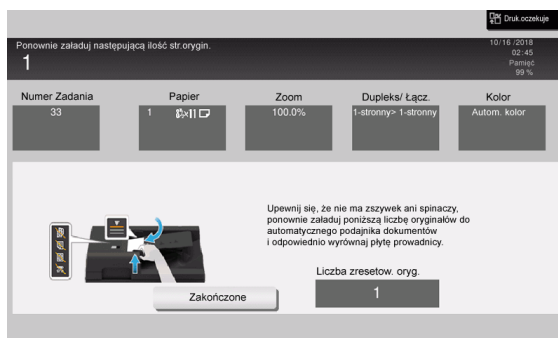 Druk.oczekuje
Ponownie załaduj następującą ilość str.orygin.
1
10/16 /2018
02:45
Pamięć
99 %
Numer Zadania
33
Papier
1
Zoom
100.0%
Dupleks/ Łącz.
1-stronny> 1-stronny
Kolor
Autom. kolor
Upewnij się, że nie ma zszywek ani spinaczy,
ponownie załaduj poniższą liczbę oryginałów do
automatycznego podajnika dokumentów
i odpowiednio wyrównaj płytę prowadnicy.
Liczba zresetow. oryg.
1
Zakończone